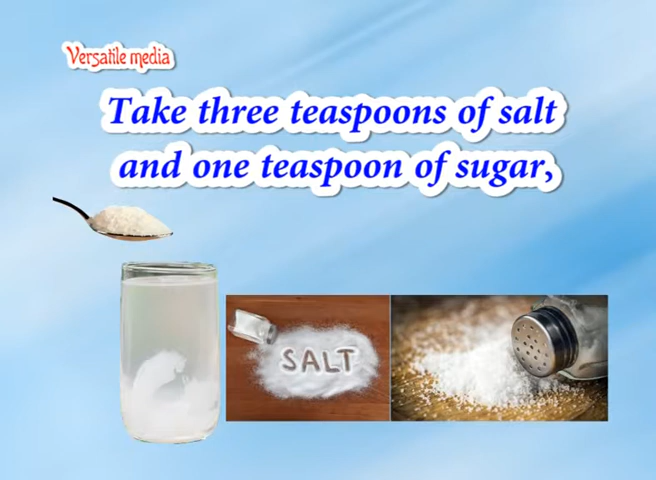 Versatile media
Take three teaspoons of salt
and one teaspoon of sugar,
SALT